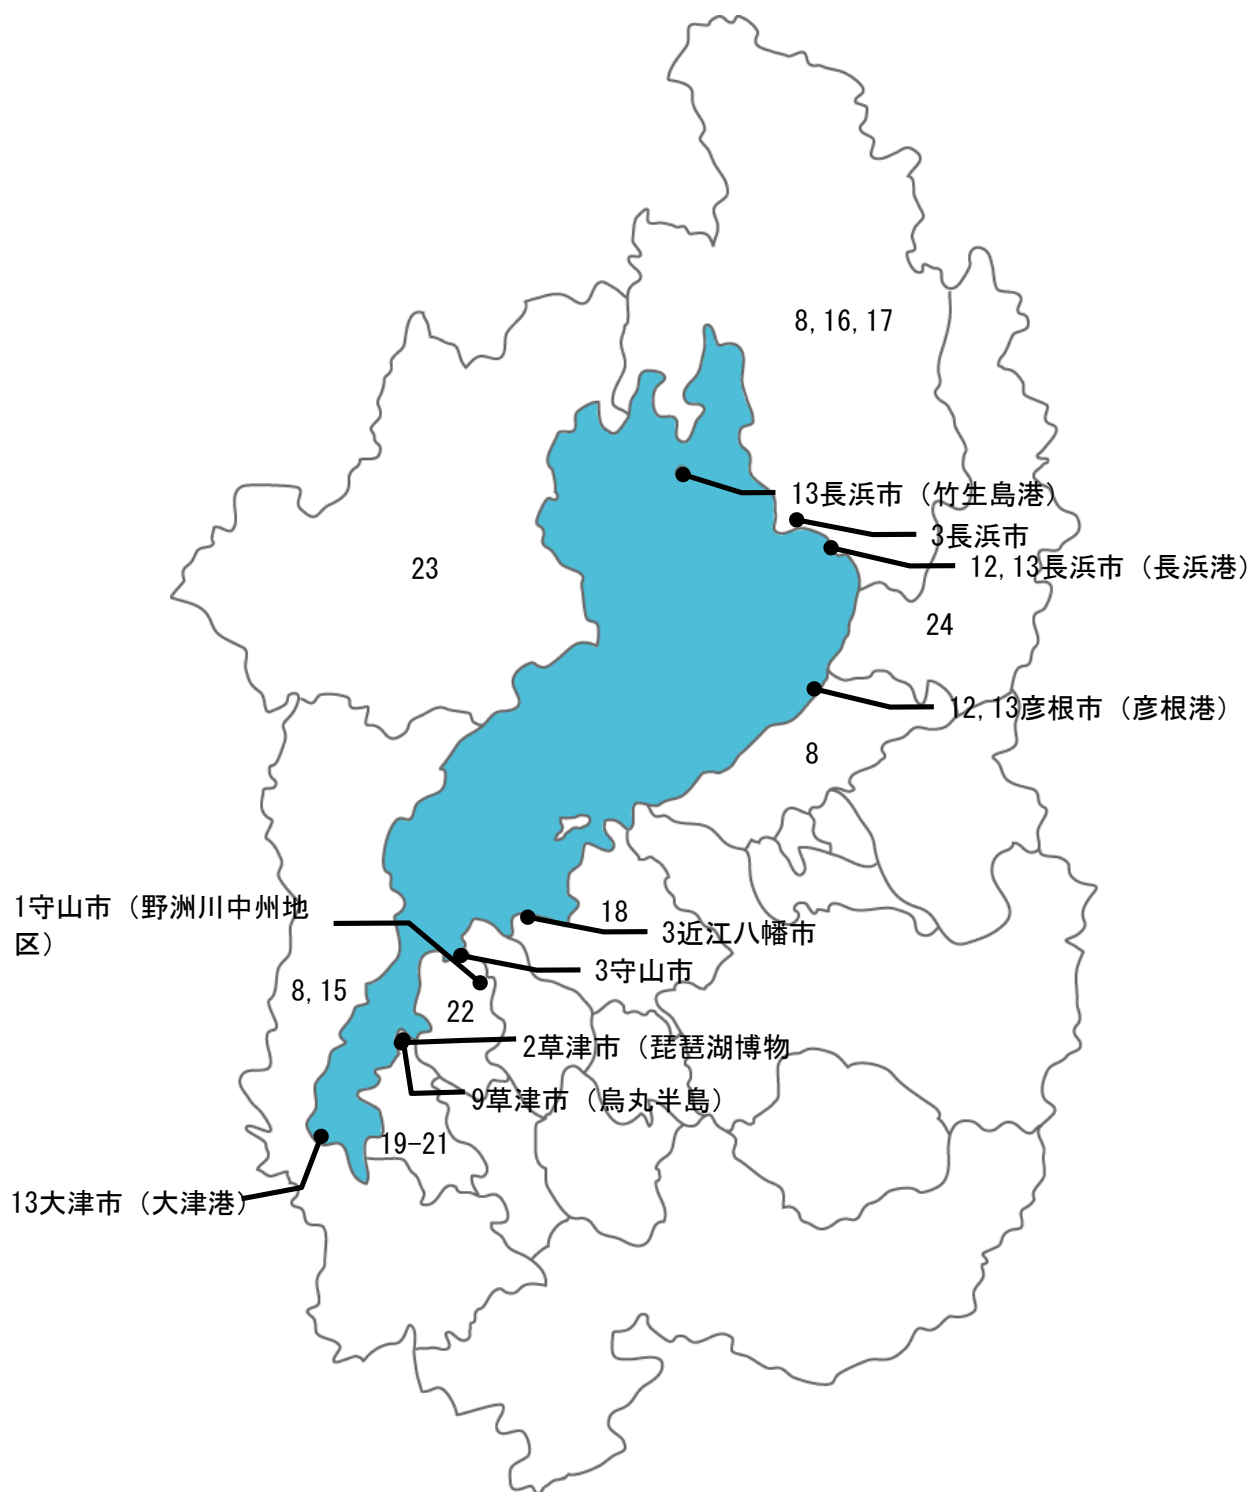 8,16,17
13長浜市（竹生島港）
3長浜市
12,13長浜市（長浜港）
23
24
12,13彦根市（彦根港）
8
1守山市（野洲川中州地
区）
18
3近江八幡市
3守山市
8,15
22
2草津市（琵琶湖博物
9草津市（烏丸半島）
19-21
13大津市（大津港）